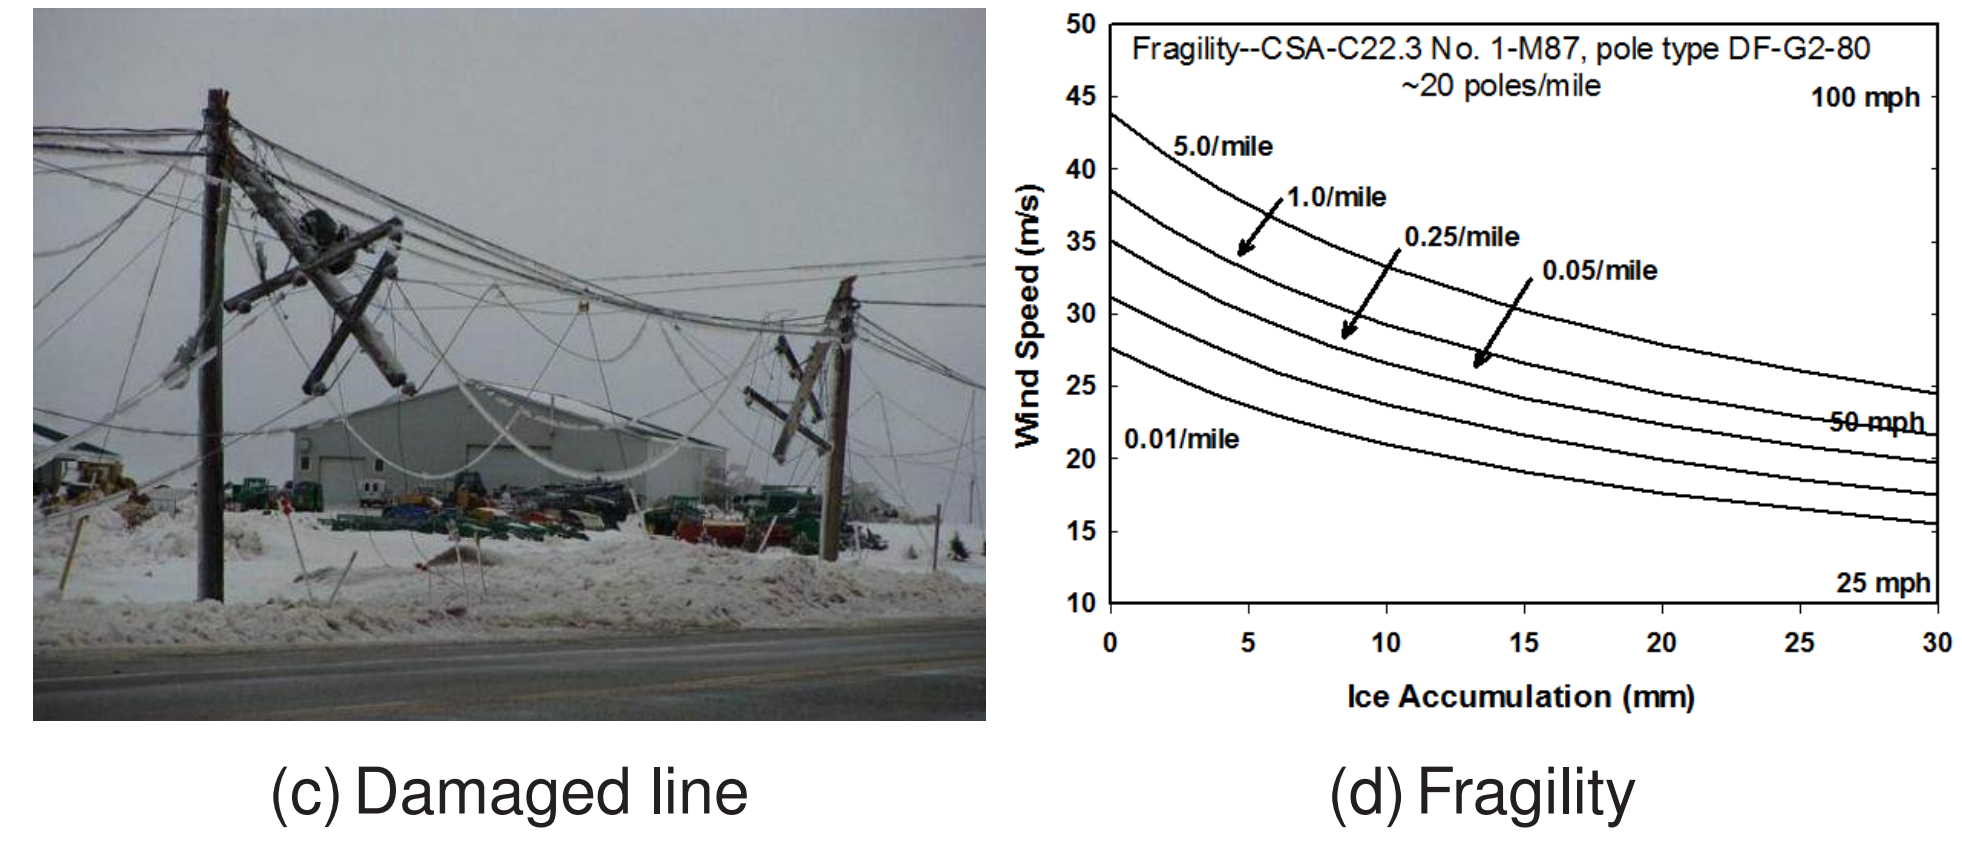 Fragility--CSA-C22.3 No. 1-M87, pole type DF-G2-80
~20 poles/mile
50
45
40
35
30
25
20
15
10
Wind Speed (m/s)
100 mph
5.0/mile
1.0/mile
0.25/mile
0.05/mile
50 mph
0.01/mile
25 mph
0 5 10 15 20 25 30
Ice Accumulation (mm)
(c) Damaged line
(d) Fragility